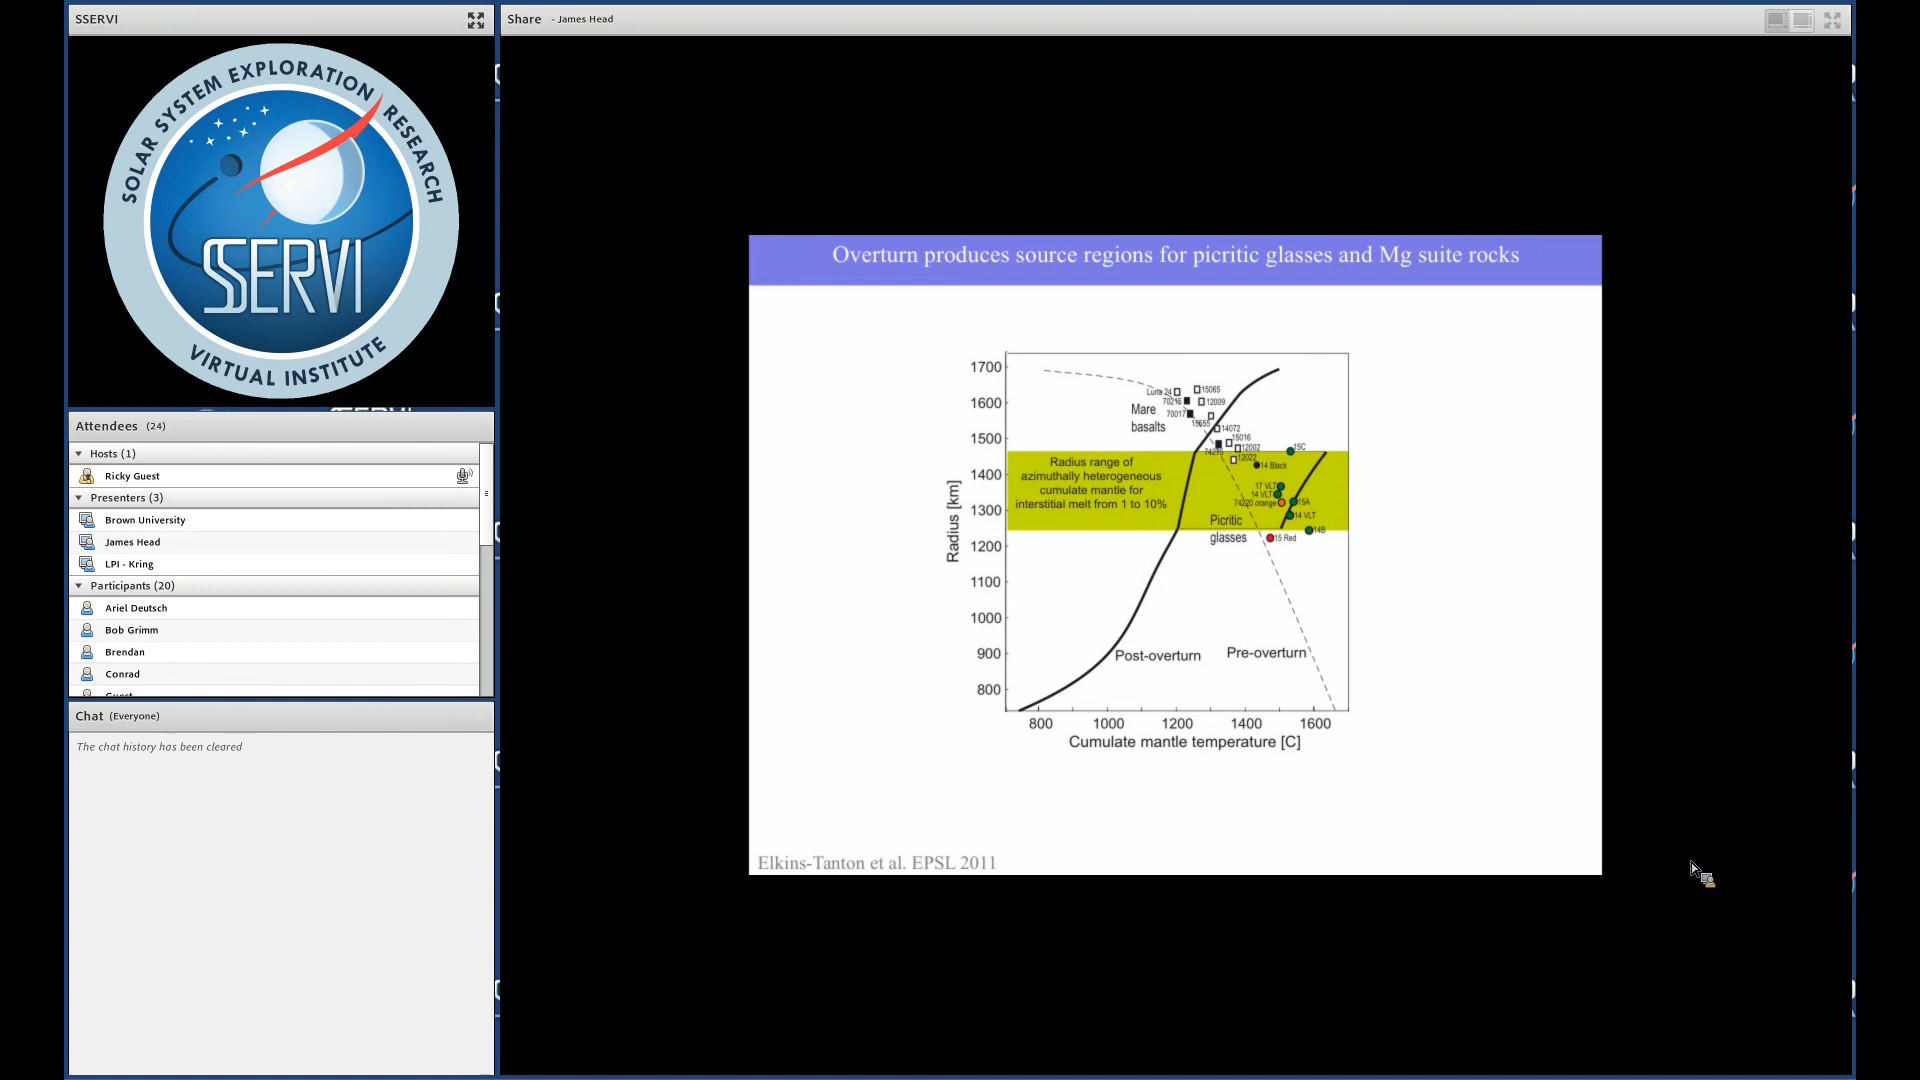 SSERVI
SOLAR SYSTEM EXPLORATION RESEARCH
SSERVI
VIRTUAL INSTITUTE
Attendees (24)
Hosts (1)
Ricky Guest
Presenters (3)
Brown University
James Head
LPI - Kring
Participants (20)
Ariel Deutsch
Bob Grimm
Brendan
Conrad
Guest
Chat (Everyone)
The chat history has been cleared
Share - James Head
Overturn produces source regions for picritic glasses and Mg suite rocks
1700
1600
1500
1400
1300
1200
1100
1000
900
800
Radius [km]
Luna 24
15065
70215
12009
Mare
basalts
70017
15555
14072
15016
12002
74275
12022
15C
14 Black
Radius range of
azimuthally heterogeneous
cumulate mantle for
interstitial melt from 1 to 10%
17 VLT
14 VLT
74220 orange
15A
14 VLT
Picritic
glasses
14B
15 Red
Post-overturn
Pre-overturn
800
1000
1200
1400
1600
Cumulate mantle temperature [C]
Elkins-Tanton et al. EPSL 2011